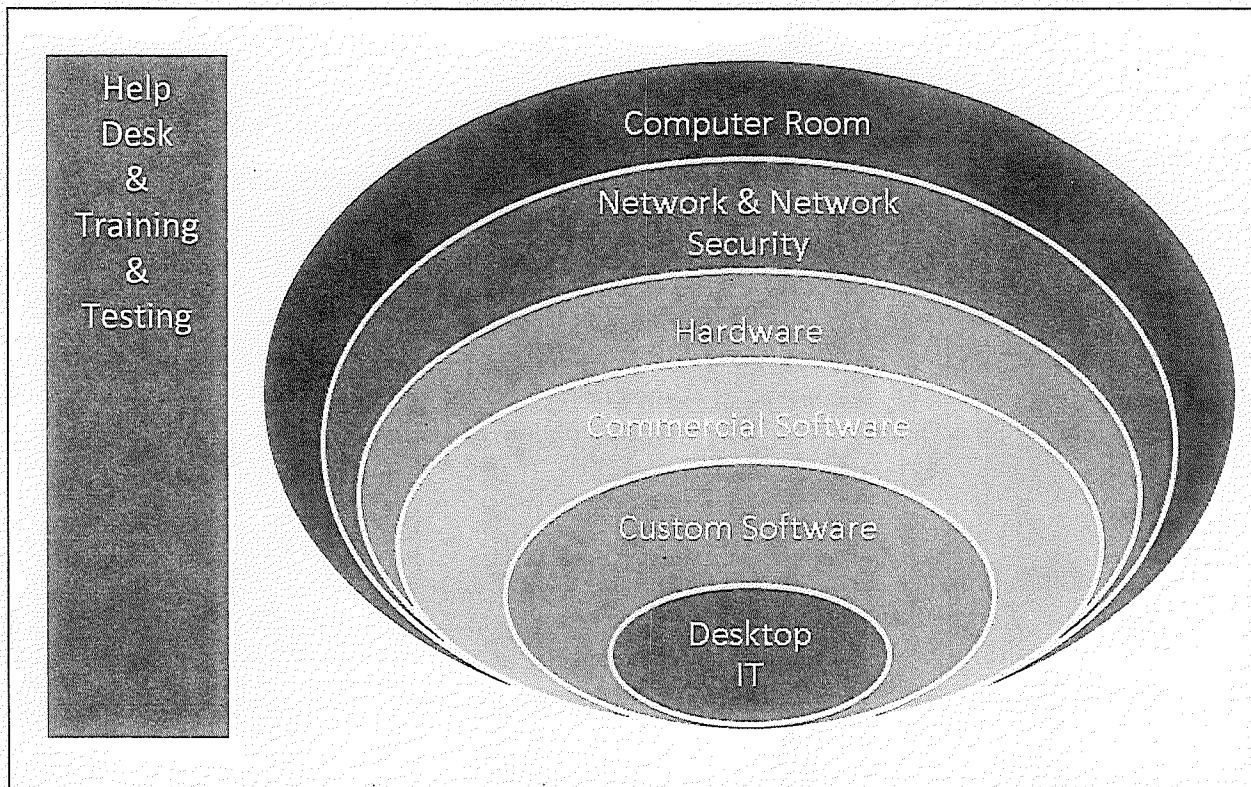 Help
Desk
&
Training
&
Testing
Computer Room
Network & Network
Security
Hardware
Commercial Software
Custom Software
Desktop
IT